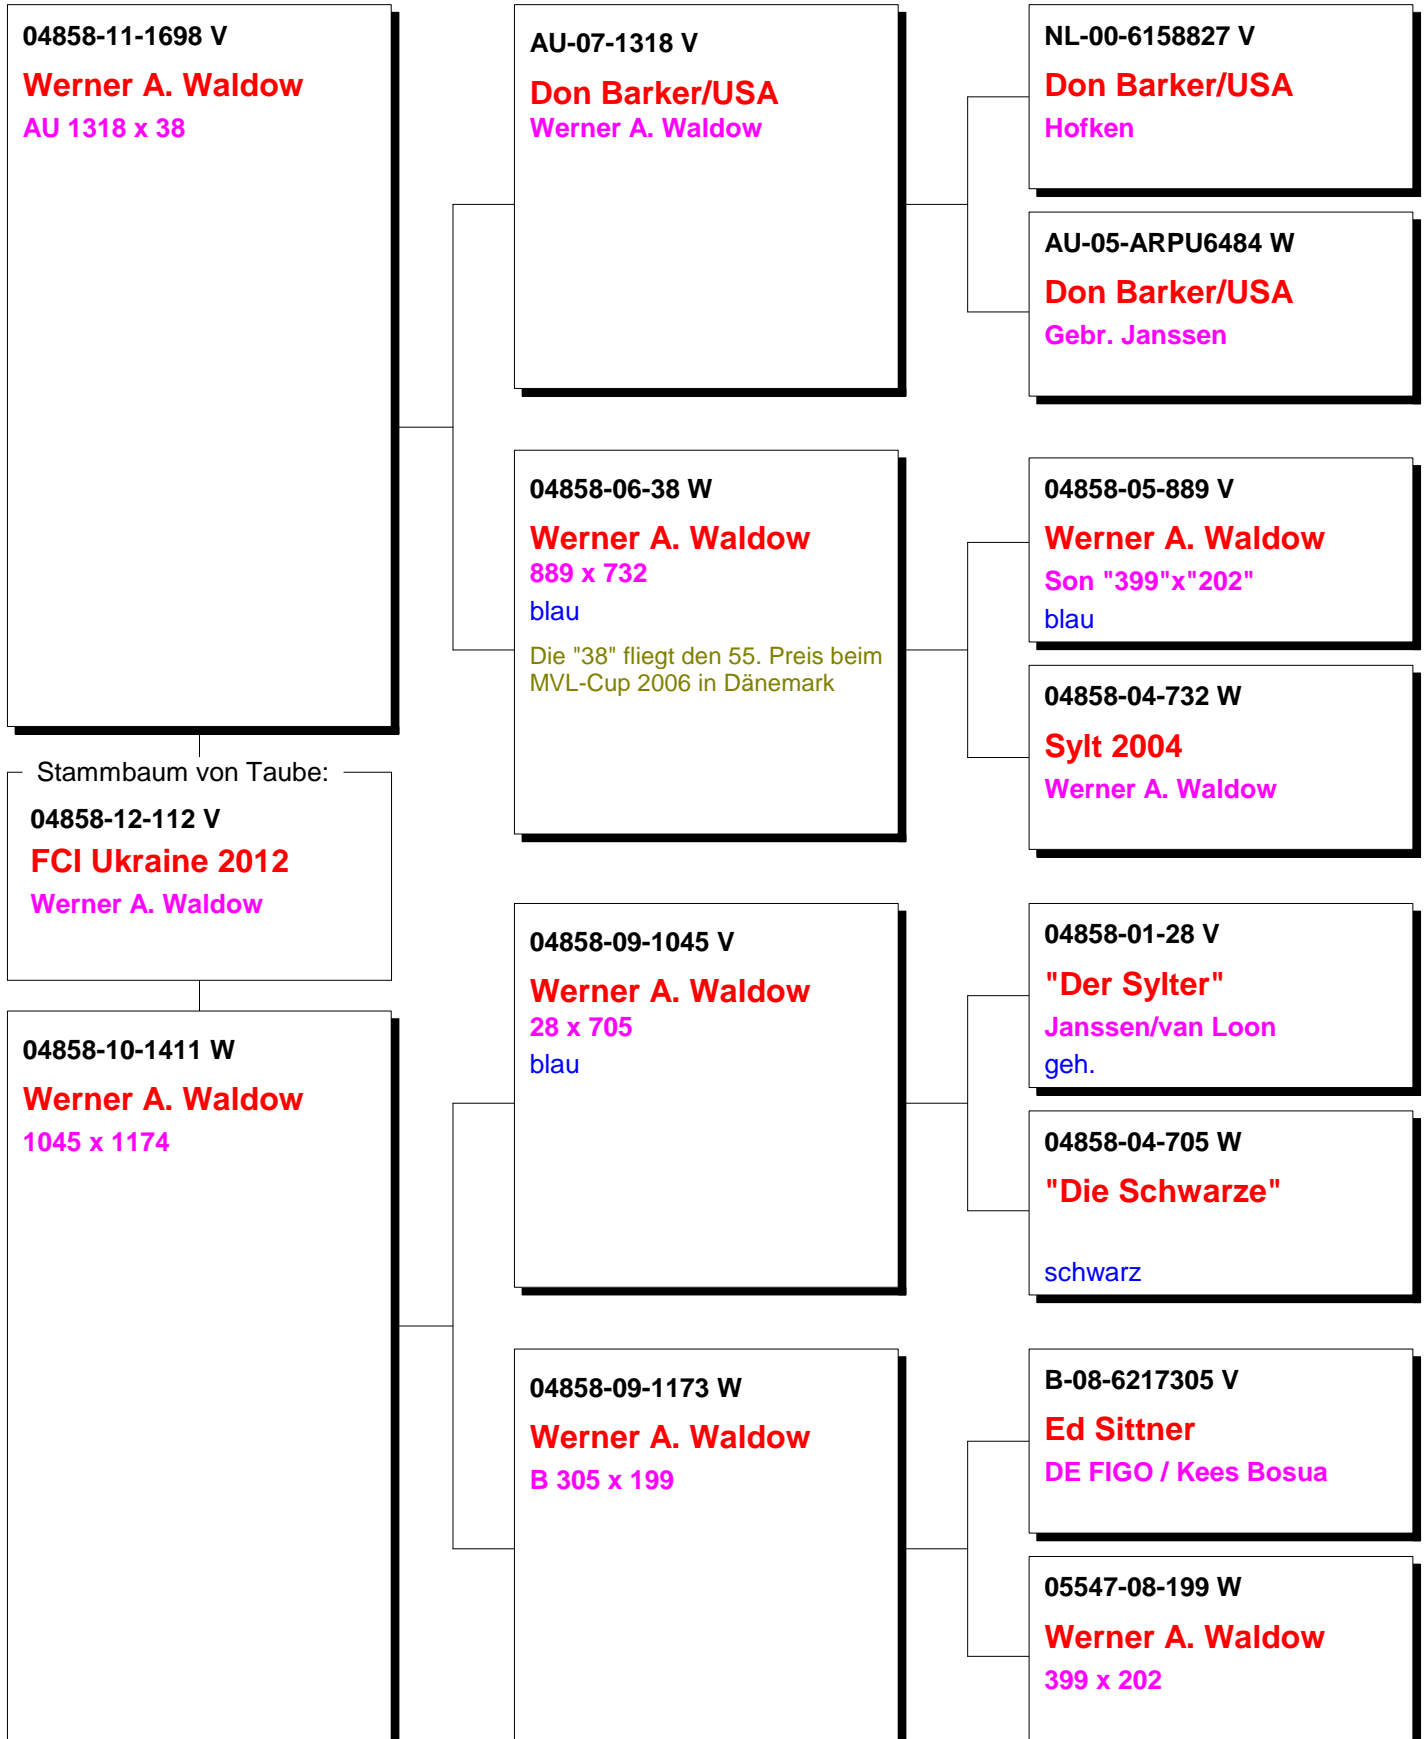 04858-11-1698 V
Werner A. Waldow
AU 1318 x 38
Stammbaum von Taube:
04858-12-112 V
FCI Ukraine 2012
Werner A. Waldow
04858-10-1411 W
Werner A. Waldow
1045 x 1174
AU-07-1318 V
Don Barker/USA
Werner A. Waldow
04858-06-38 W
Werner A. Waldow
889 x 732
blau
Die "38" fliegt den 55. Preis beim
MVL-Cup 2006 in Dänemark
04858-09-1045 V
Werner A. Waldow
28 x 705
blau
04858-09-1173 W
Werner A. Waldow
B 305 x 199
NL-00-6158827 V
Don Barker/USA
Hofken
AU-05-ARPU6484 W
Don Barker/USA
Gebr. Janssen
04858-05-889 V
Werner A. Waldow
Son "399"x"202"
blau
04858-04-732 W
Sylt 2004
Werner A. Waldow
04858-01-28 V
"Der Sylter"
Janssen/van Loon
geh.
04858-04-705 W
"Die Schwarze"
schwarz
B-08-6217305 V
Ed Sittner
DE FIGO / Kees Bosua
05547-08-199 W
Werner A. Waldow
399 x 202